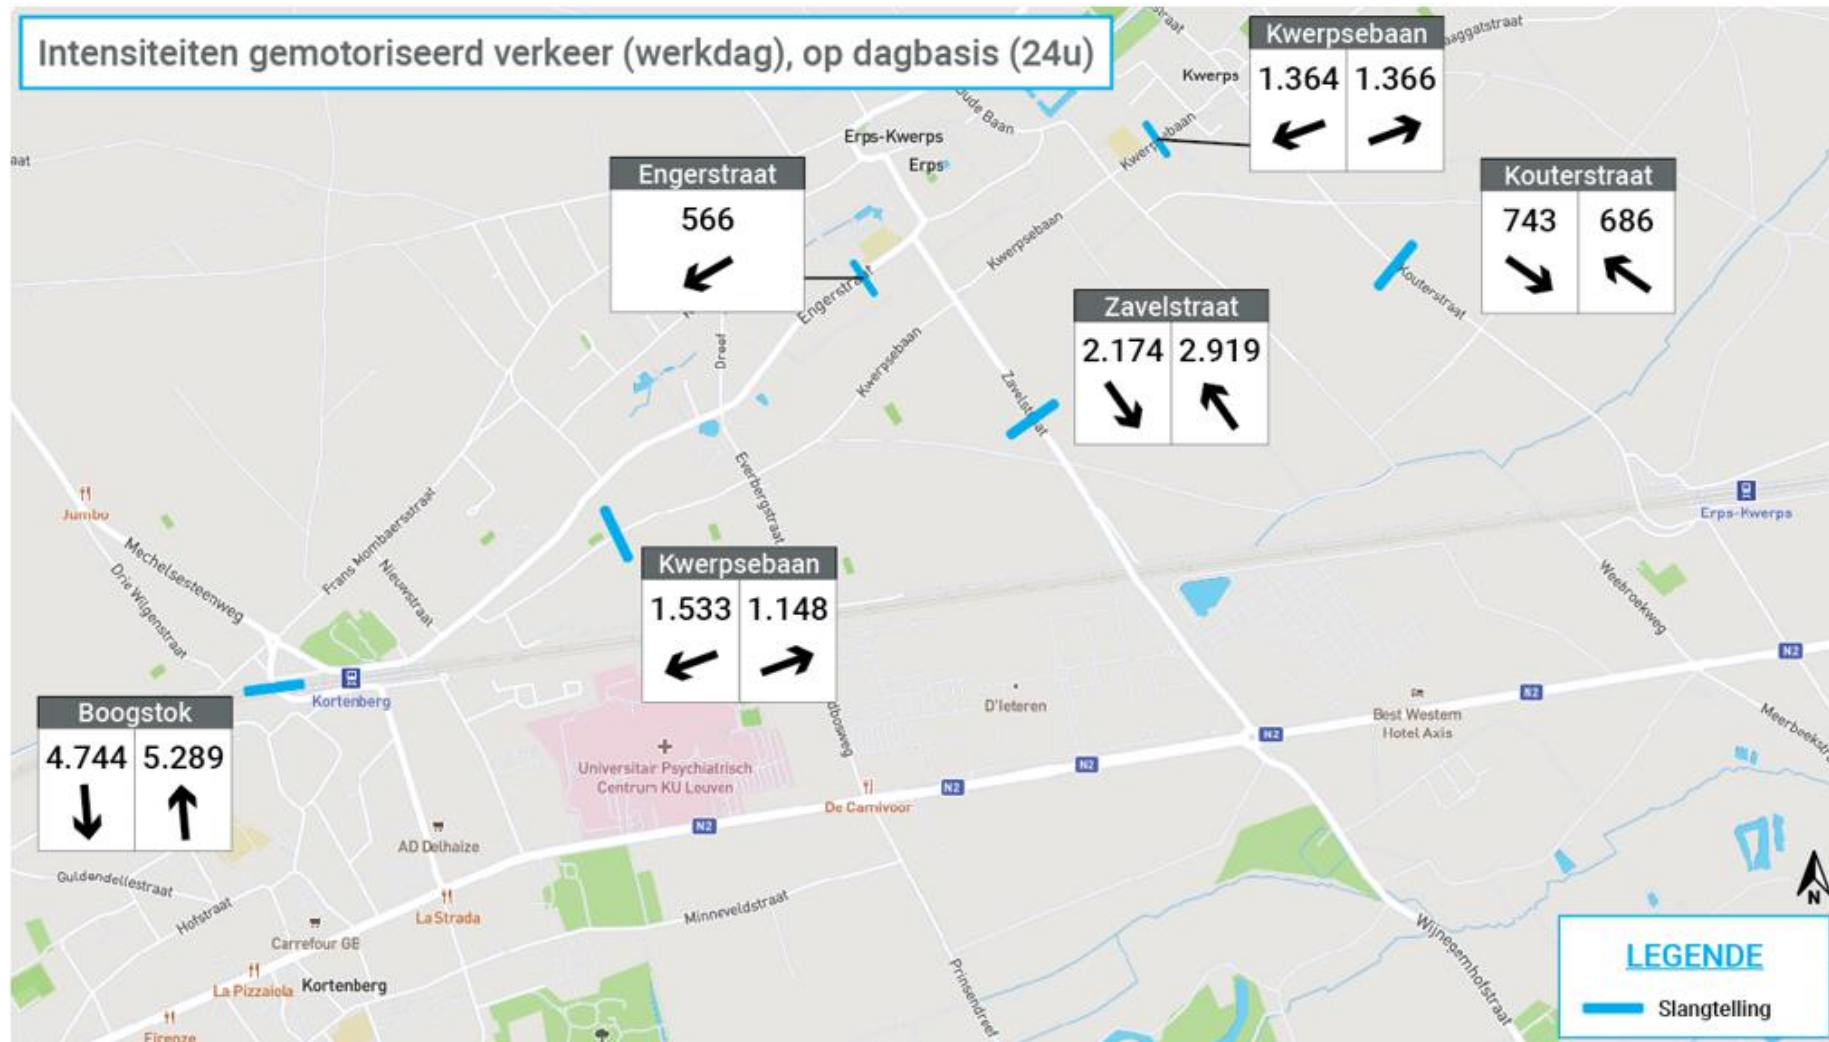 Intensiteiten gemotoriseerd verkeer (werkdag), op dagbasis (24u)
Kwerpsebaan
1.364 1.366
Kwerps
Oude Baan
Erps-Kwerps
Erps
Kwerpsebaan
Engerstraat
566
Kouterstraat
743 686
Kwerpsebaan
Engerstraat
Kouterstraat
Zavelstraat
2.174 2.919
Dreef
Kwerpsebaan
Zavelstraat
Jumbo
Everbergstraat
Erps-Kwerps
Mechelsesteenweg
Frans Mombaersstraat
Drie Wilgenstraat
Nieuwstraat
Kwerpsebaan
1.533 1.148
Weebroekweg
N2
Kortenberg
Boogstok
4.744 5.289
D'Ieteren
N2
Best Western
Hotel Axis
N2
Universitair Psychiatrisch
Centrum KU Leuven
N2
N2
De Carnivoor
N2
AD Delhaize
Guldendellestraat
Hofstraat
La Strada
Minneveldstraat
Carrefour GB
La Pizzaiola
Kortenberg
Prinsendreef
Wijnegemhofstraat
Firenze
N
LEGENDE
Slangtelling